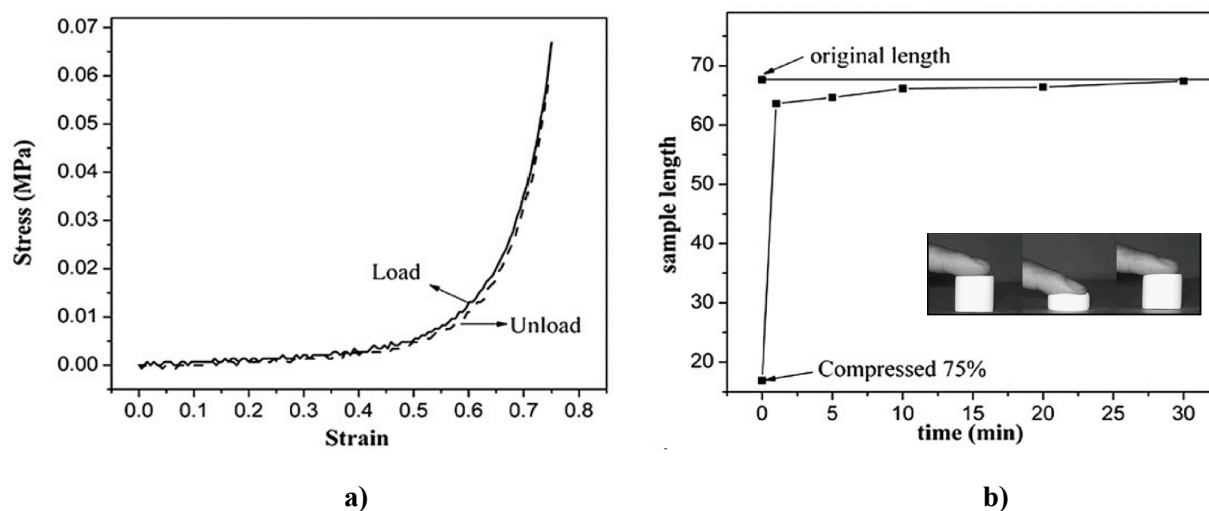 0.07
0.06
0.05
0.04
0.03
0.02
0.01
0.00
Stress (MPa)
Load
Unload
0.0 0.1 0.2 0.3 0.4 0.5 0.6 0.7 0.8
Strain
a)
70
60
50
40
30
20
sample length
original length
Compressed 75%
0 5 10 15 20 25 30
time (min)
b)